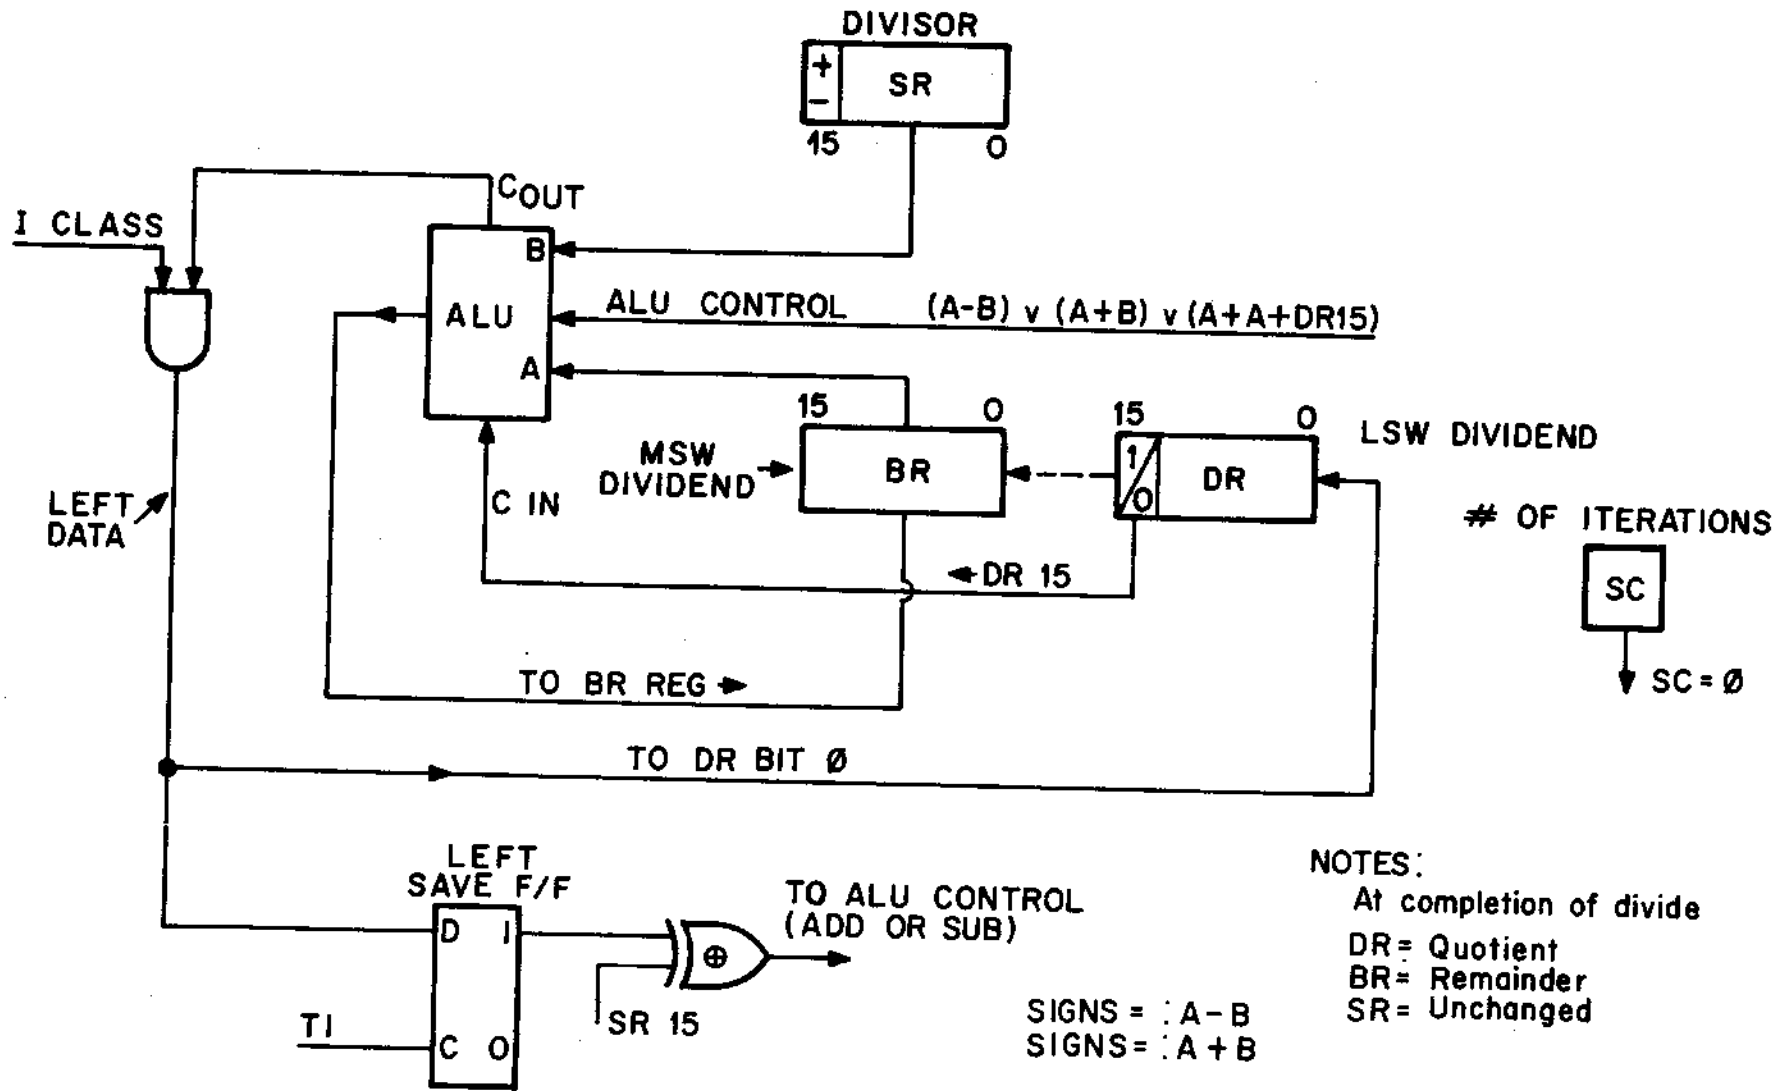 DIVISOR
+
-
SR
15
0
C OUT
I CLASS
B
ALU
ALU CONTROL (A-B) v (A+B) v (A+A+DR15)
A
15
0
15
0
LSW DIVIDEND
MSW
DIVIDEND
BR
1/0
DR
C IN
LEFT
DATA
# OF ITERATIONS
SC
DR 15
SC = Ø
TO BR REG
TO DR BIT Ø
LEFT
SAVE F/F
D 1
C 0
T1
TO ALU CONTROL
(ADD OR SUB)
⊕
SR 15
SIGNS = : A - B
SIGNS = : A + B
NOTES:
At completion of divide
DR = Quotient
BR = Remainder
SR = Unchanged